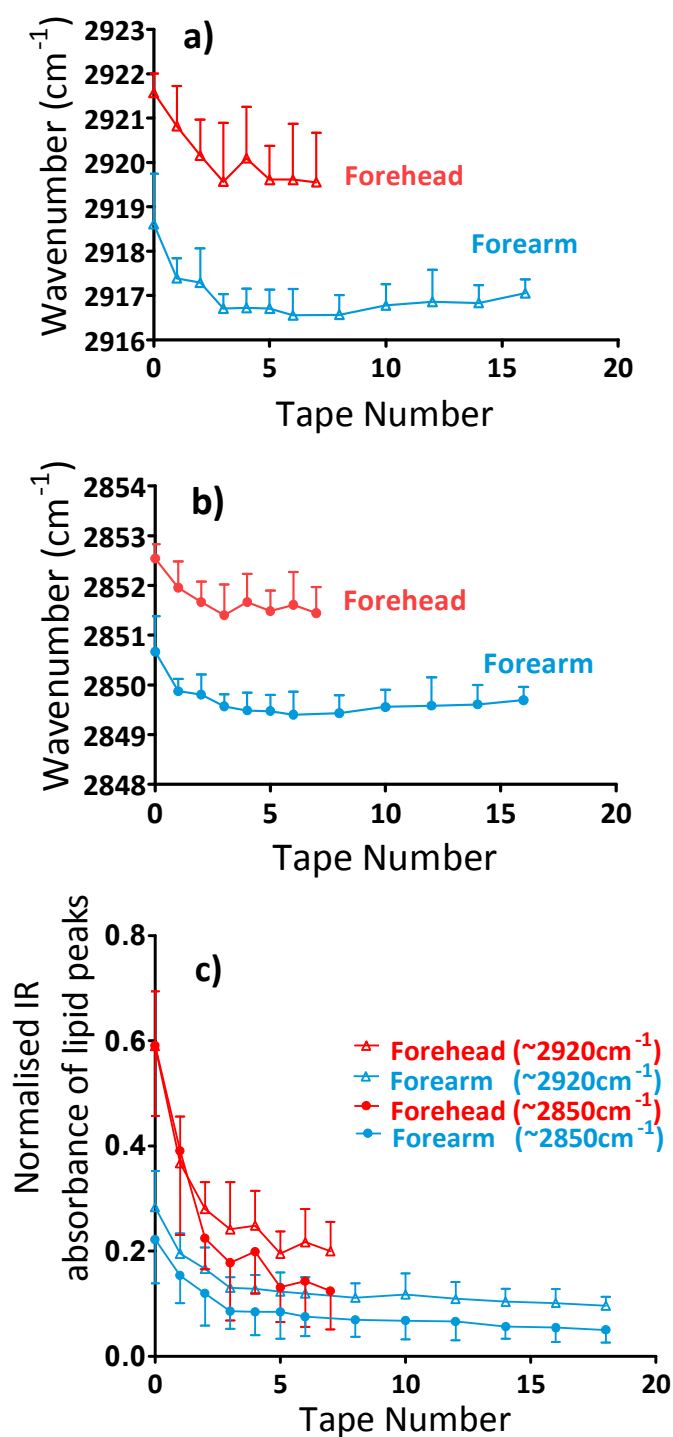 a)
Wavenumber (cm⁻¹)
2923
2922
2921
2920
2919
2918
2917
2916
Forehead
Forearm
0 5 10 15 20
Tape Number
b)
Wavenumber (cm⁻¹)
2854
2853
2852
2851
2850
2849
2848
Forehead
Forearm
0 5 10 15 20
Tape Number
c)
Normalised IR
absorbance of lipid peaks
0.8
0.6
0.4
0.2
0.0
Forehead (~2920cm⁻¹)
Forearm (~2920cm⁻¹)
Forehead (~2850cm⁻¹)
Forearm (~2850cm⁻¹)
0 5 10 15 20
Tape Number